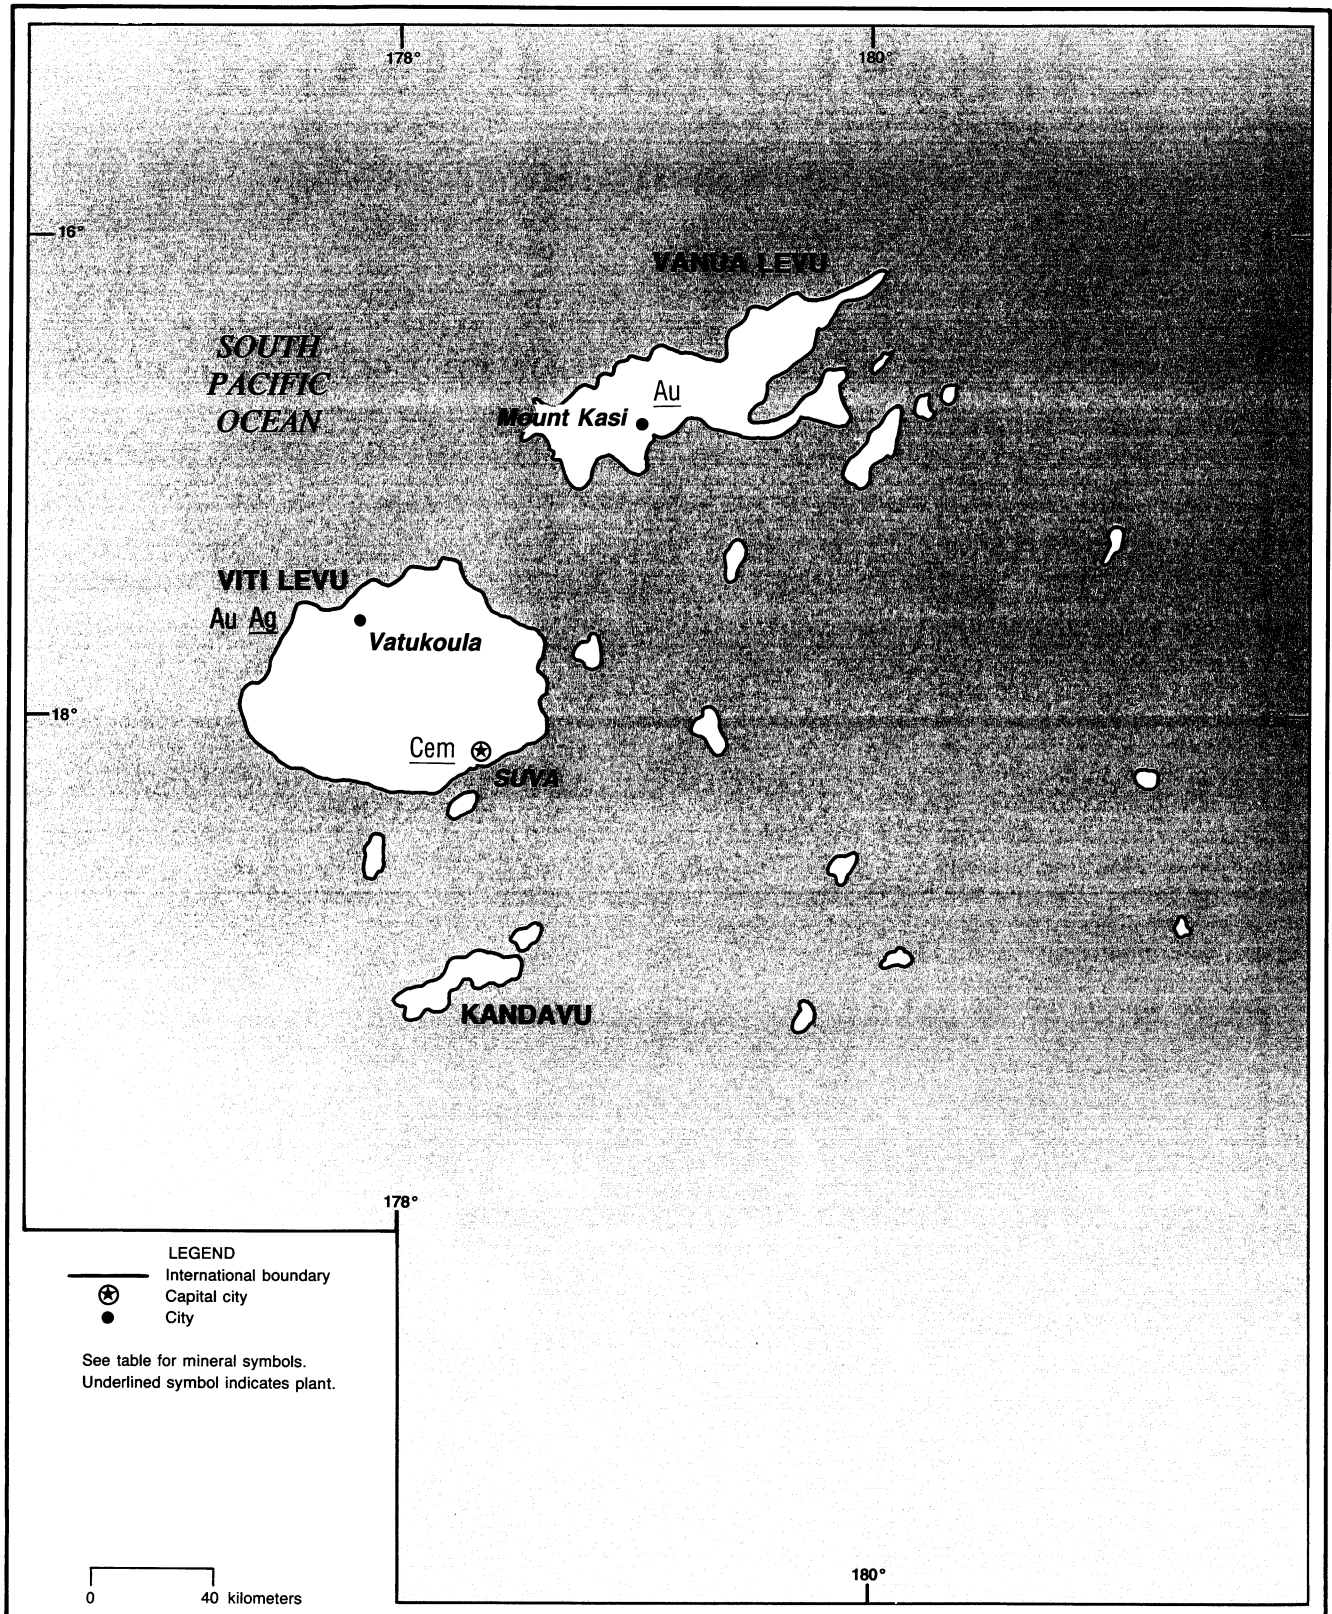 178°
180°
16°
VANUA LEVU
SOUTH
PACIFIC
OCEAN
Au
Mount Kasi
VITI LEVU
Au Ag
Vatukoula
18°
Cem
SUVA
KANDAVU
178°
LEGEND
International boundary
Capital city
City
See table for mineral symbols.
Underlined symbol indicates plant.
180°
0 40 kilometers